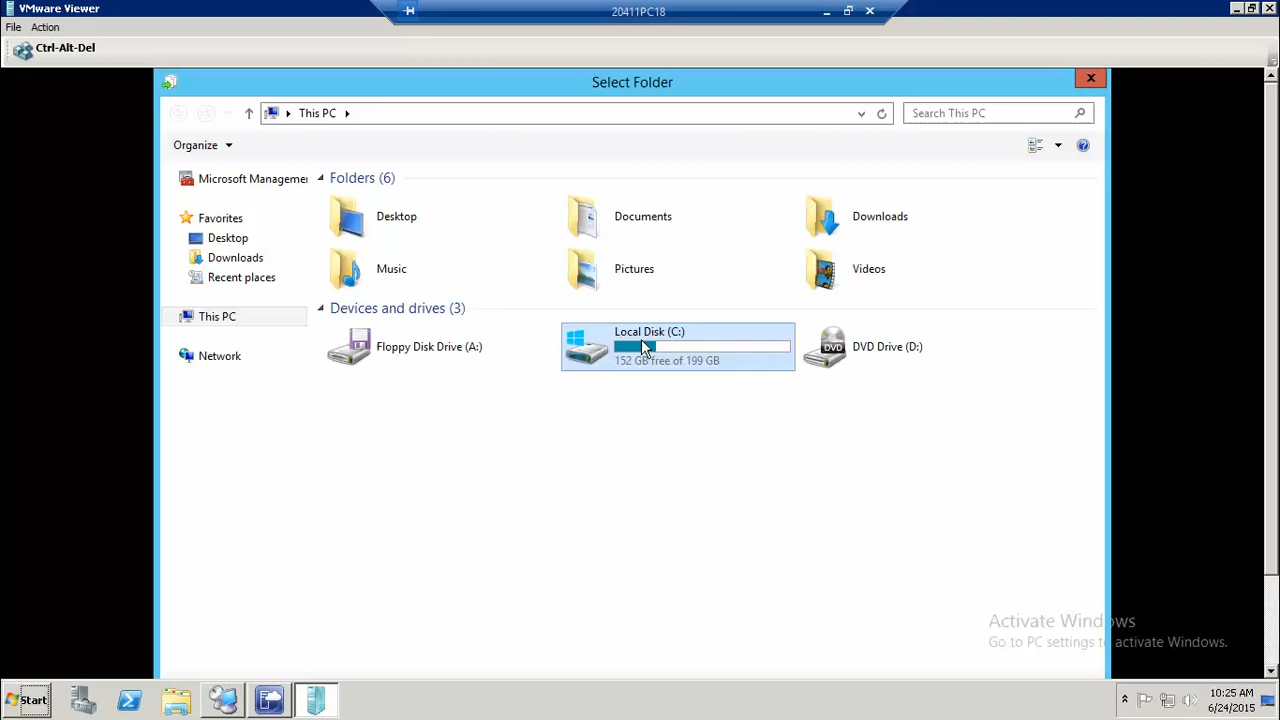 VMware Viewer
20411PC18
File Action
Ctrl-Alt-Del
Select Folder
This PC
Search This PC
Organize
Microsoft Manageme
Folders (6)
Desktop
Documents
Downloads
Favorites
Desktop
Downloads
Recent places
Music
Pictures
Videos
This PC
Devices and drives (3)
Network
Floppy Disk Drive (A:)
Local Disk (C:)
152 GB free of 199 GB
DVD Drive (D:)
DVD
Activate Windows
Go to PC settings to activate Windows.
Start
10:25 AM
6/24/2015